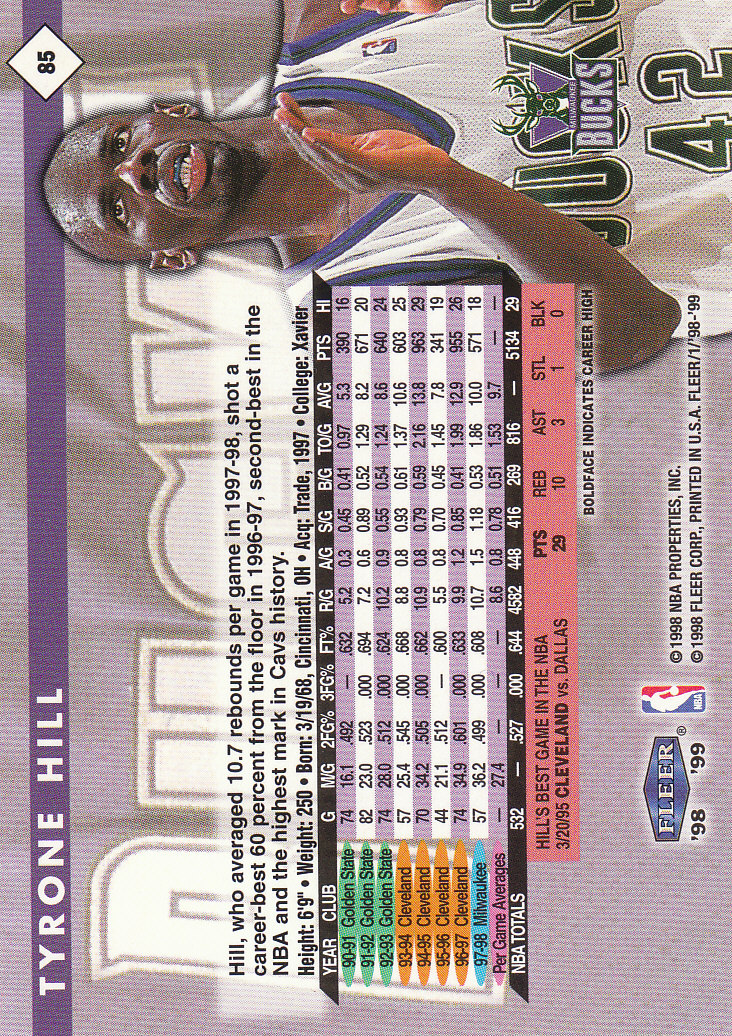 TYRONE HILL
85
BUCKS
42
MILWAUKEE
BUCKS
Hill, who averaged 10.7 rebounds per game in 1997-98, shot a
career-best 60 percent from the floor in 1996-97, second-best in the
NBA and the highest mark in Cavs history.
Height: 6'9" • Weight: 250 • Born: 3/19/68, Cincinnati, OH • Acq: Trade, 1997 • College: Xavier
YEAR CLUB G M/G 2FG% 3FG% FT% R/G A/G S/G B/G TO/G AVG PTS HI
90-91 Golden State 74 16.1 .492 — .632 5.2 0.3 0.45 0.41 0.97 5.3 390 16
91-92 Golden State 82 23.0 .523 .000 .694 7.2 0.6 0.89 0.52 1.29 8.2 671 20
92-93 Golden State 74 28.0 .512 .000 .624 10.2 0.9 0.55 0.54 1.24 8.6 640 24
93-94 Cleveland 57 25.4 .545 .000 .668 8.8 0.8 0.93 0.61 1.37 10.6 603 25
94-95 Cleveland 70 34.2 .505 .000 .662 10.9 0.8 0.79 0.59 2.16 13.8 963 29
95-96 Cleveland 44 21.1 .512 — .600 5.5 0.8 0.70 0.45 1.45 7.8 341 19
96-97 Cleveland 74 34.9 .601 .000 .633 9.9 1.2 0.85 0.41 1.99 12.9 955 26
97-98 Milwaukee 57 36.2 .499 .000 .608 10.7 1.5 1.18 0.53 1.86 10.0 571 18
Per Game Averages — 27.4 8.6 0.8 0.78 0.51 1.53 9.7 —
NBA TOTALS 532 — .527 .000 .644 4562 448 416 269 816 — 5134 29
HILL'S BEST GAME IN THE NBA PTS REB AST STL BLK
3/20/95 CLEVELAND vs. DALLAS 29 10 3 1 0
BOLDFACE INDICATES CAREER HIGH
FLEER®
'98 '99
NBA
© 1998 NBA PROPERTIES, INC.
© 1998 FLEER CORP., PRINTED IN U.S.A. FLEER/1/'98-'99